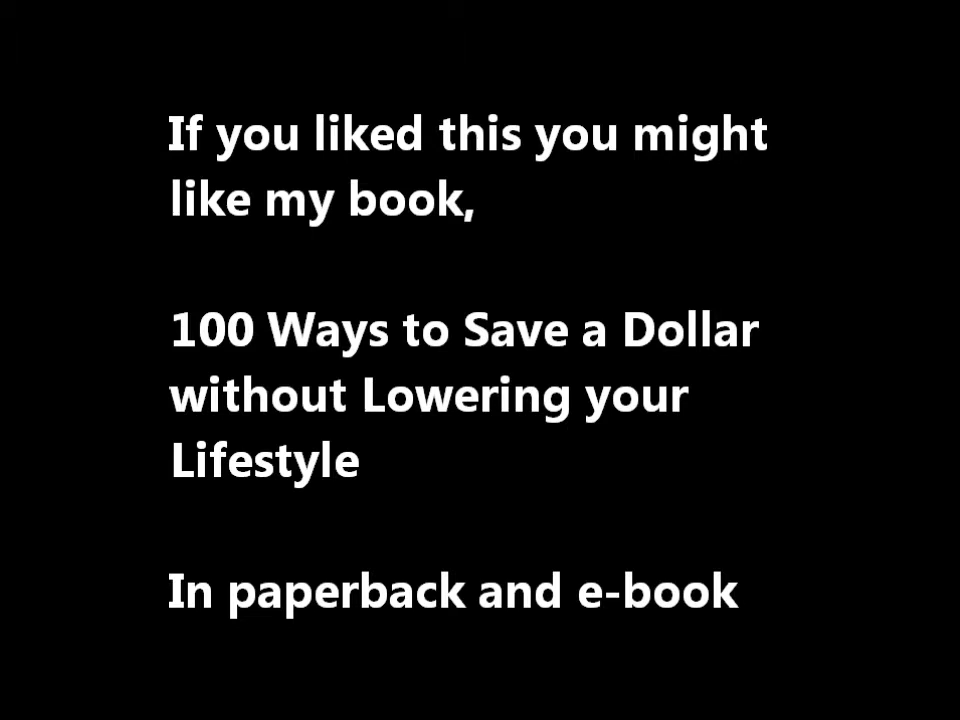 If you liked this you might
like my book,
100 Ways to Save a Dollar
without Lowering your
Lifestyle
In paperback and e-book